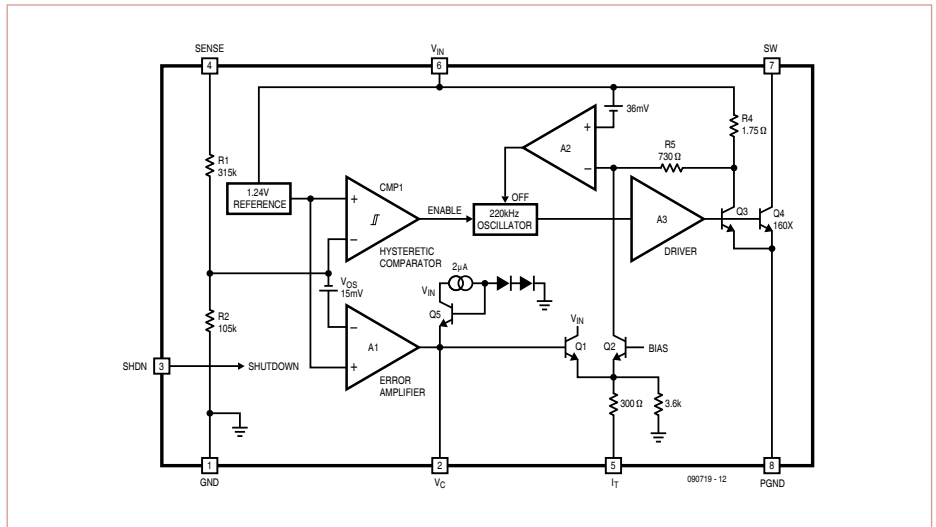 SENSE
4
VIN
6
SW
7
36mV
R4
1.75 Ω
R5
730 Ω
A2
+
−
R1
315k
1.24V
REFERENCE
CMP1
+
−
HYSTERETIC
COMPARATOR
ENABLE
OFF
220kHz
OSCILLATOR
A3
DRIVER
Q3
Q4
160X
VOS
15mV
2µA
VIN
Q5
R2
105k
A1
−
+
ERROR
AMPLIFIER
VIN
Q1
Q2
BIAS
SHDN
3
SHUTDOWN
300 Ω
3.6k
1
GND
2
VC
5
IT
090719 - 12
8
PGND